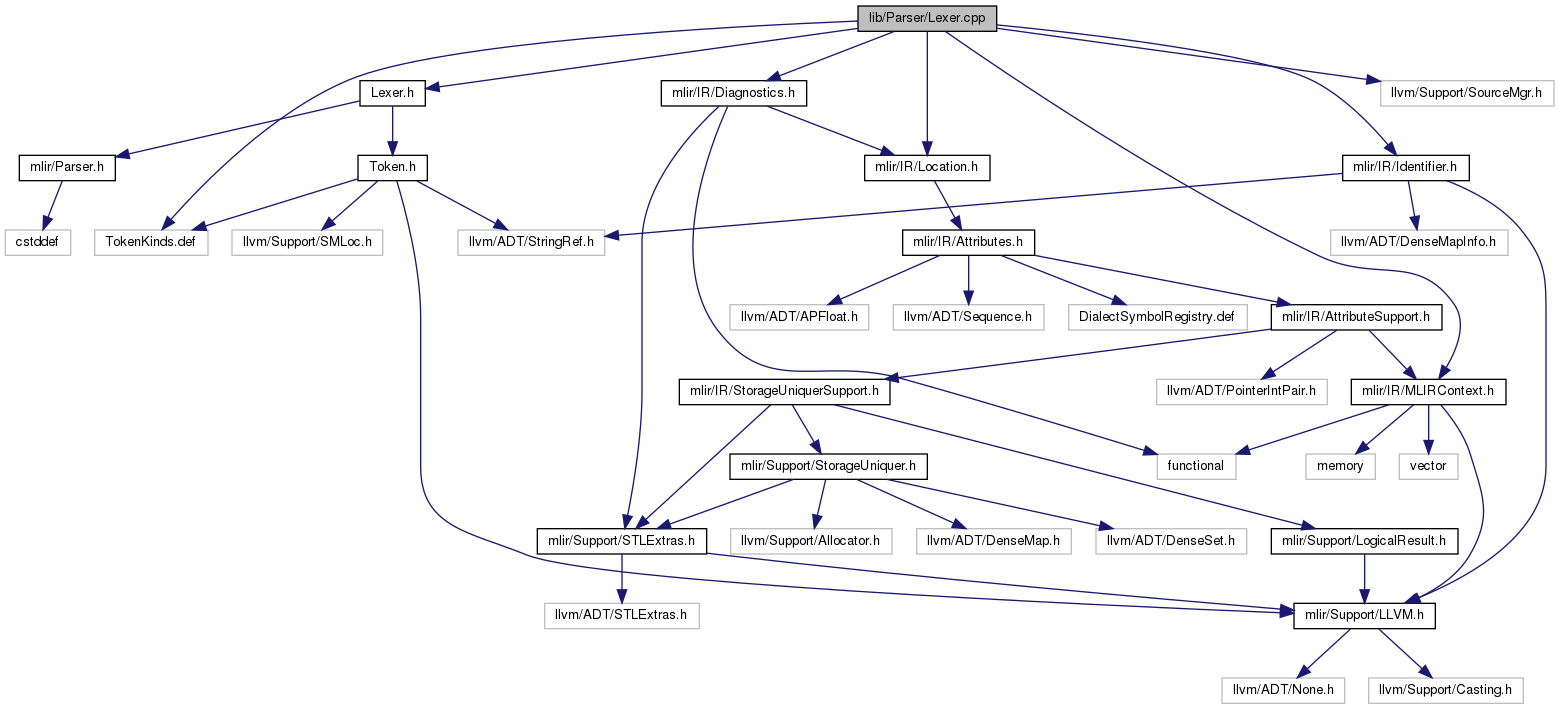 lib/Parser/Lexer.cpp
Lexer.h
mlir/IR/Diagnostics.h
llvm/Support/SourceMgr.h
mlir/Parser.h
Token.h
mlir/IR/Location.h
mlir/IR/Identifier.h
cstddef
TokenKinds.def
llvm/Support/SMLoc.h
llvm/ADT/StringRef.h
mlir/IR/Attributes.h
llvm/ADT/DenseMapInfo.h
llvm/ADT/APFloat.h
llvm/ADT/Sequence.h
DialectSymbolRegistry.def
mlir/IR/AttributeSupport.h
mlir/IR/StorageUniquerSupport.h
llvm/ADT/PointerIntPair.h
mlir/IR/MLIRContext.h
mlir/Support/StorageUniquer.h
functional
memory
vector
mlir/Support/STLExtras.h
llvm/Support/Allocator.h
llvm/ADT/DenseMap.h
llvm/ADT/DenseSet.h
mlir/Support/LogicalResult.h
llvm/ADT/STLExtras.h
mlir/Support/LLVM.h
llvm/ADT/None.h
llvm/Support/Casting.h